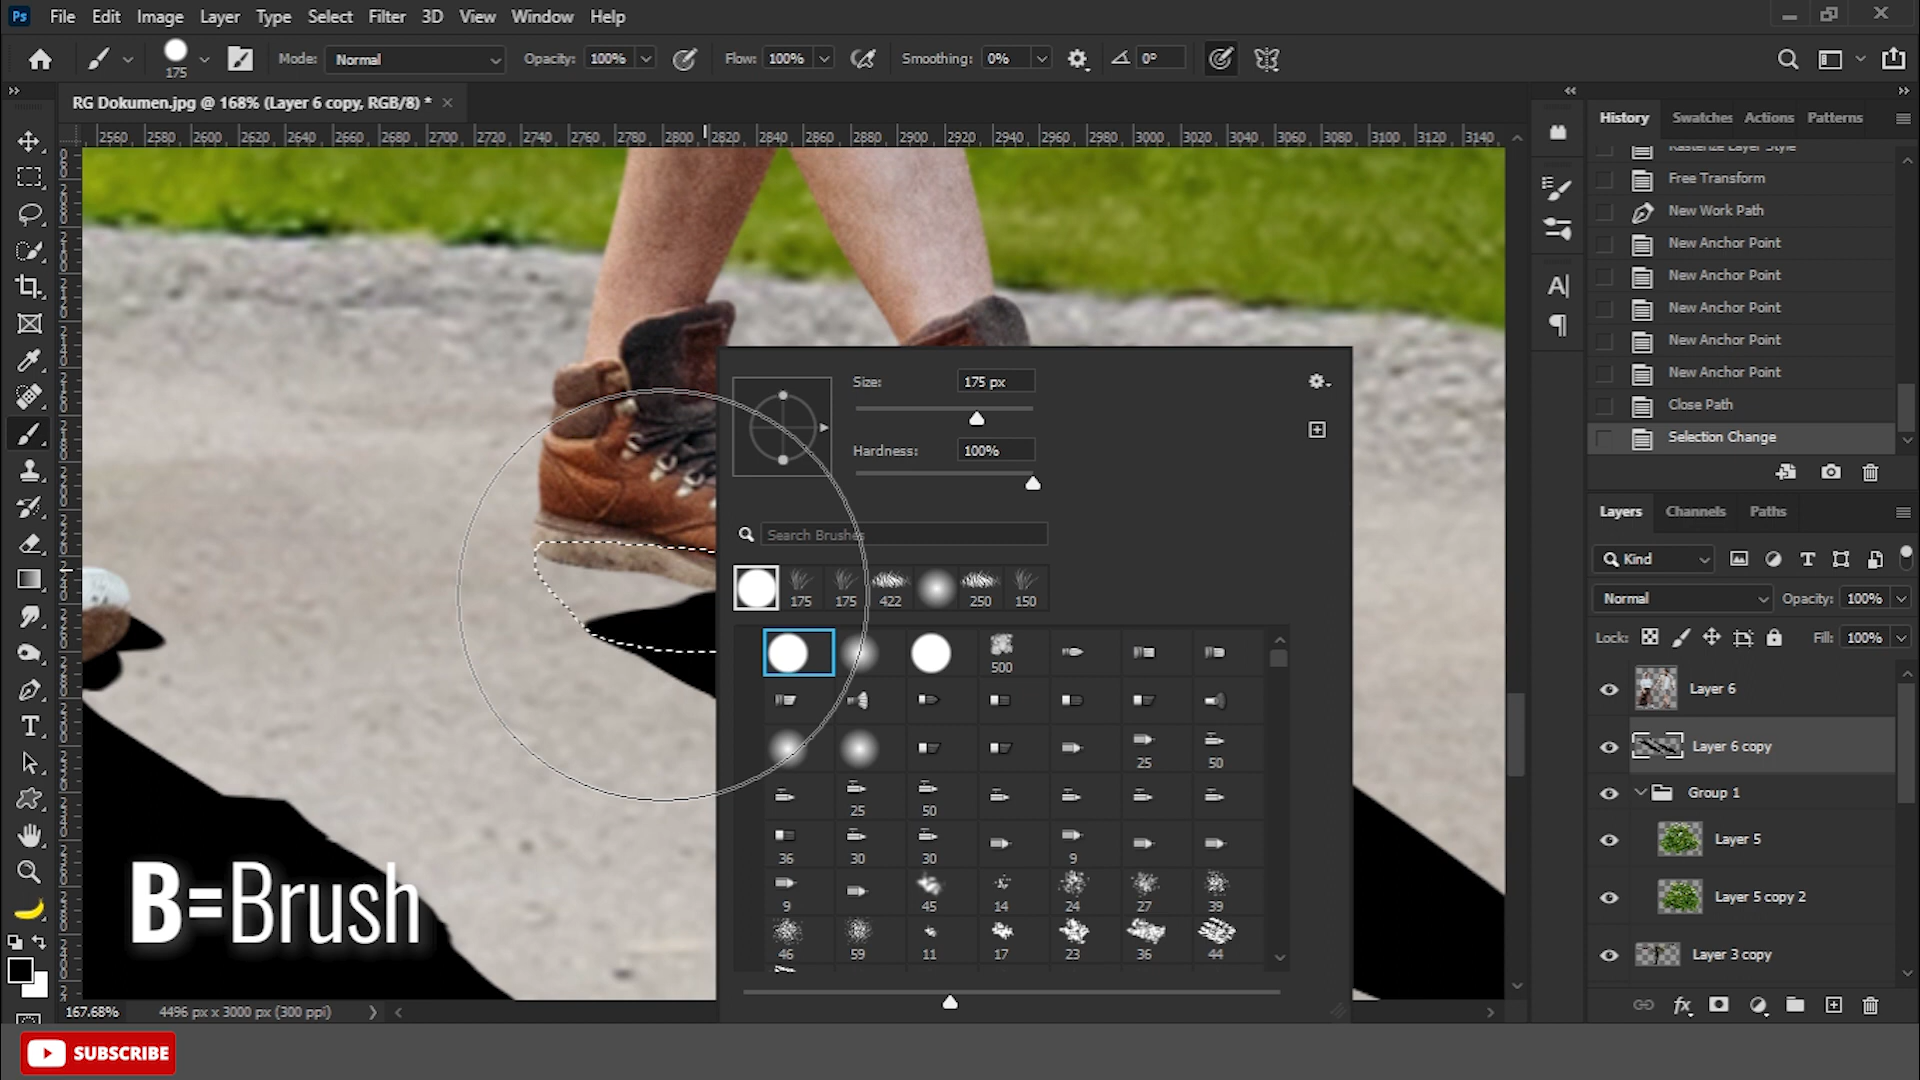 Ps File Edit Image Layer Type Select Filter 3D View Window Help
175 Mode: Normal Opacity: 100% Flow: 100% Smoothing: 0% 0°
RG Dokumen.jpg @ 168% (Layer 6 copy, RGB/8) * ×
2560 2580 2600 2620 2640 2660 2680 2700 2720 2740 2760 2780 2800 2820 2840 2860 2880 2900 2920 2940 2960 2980 3000 3020 3040 3060 3080 3100 3120 3140
History Swatches Actions Patterns
Rasterize Layer Style
Free Transform
New Work Path
New Anchor Point
New Anchor Point
New Anchor Point
New Anchor Point
New Anchor Point
Close Path
Selection Change
Size: 175 px
Hardness: 100%
Search Brushes
175 175 422 250 150
500
25 50
25 50
36 30 30 9
9 45 14 24 27 39
46 59 11 17 23 36 44
Layers Channels Paths
Kind
Normal Opacity: 100%
Lock: Fill: 100%
Layer 6
Layer 6 copy
Group 1
Layer 5
Layer 5 copy 2
Layer 3 copy
B=Brush
167.68% 4496 px x 3000 px (300 ppi)
SUBSCRIBE